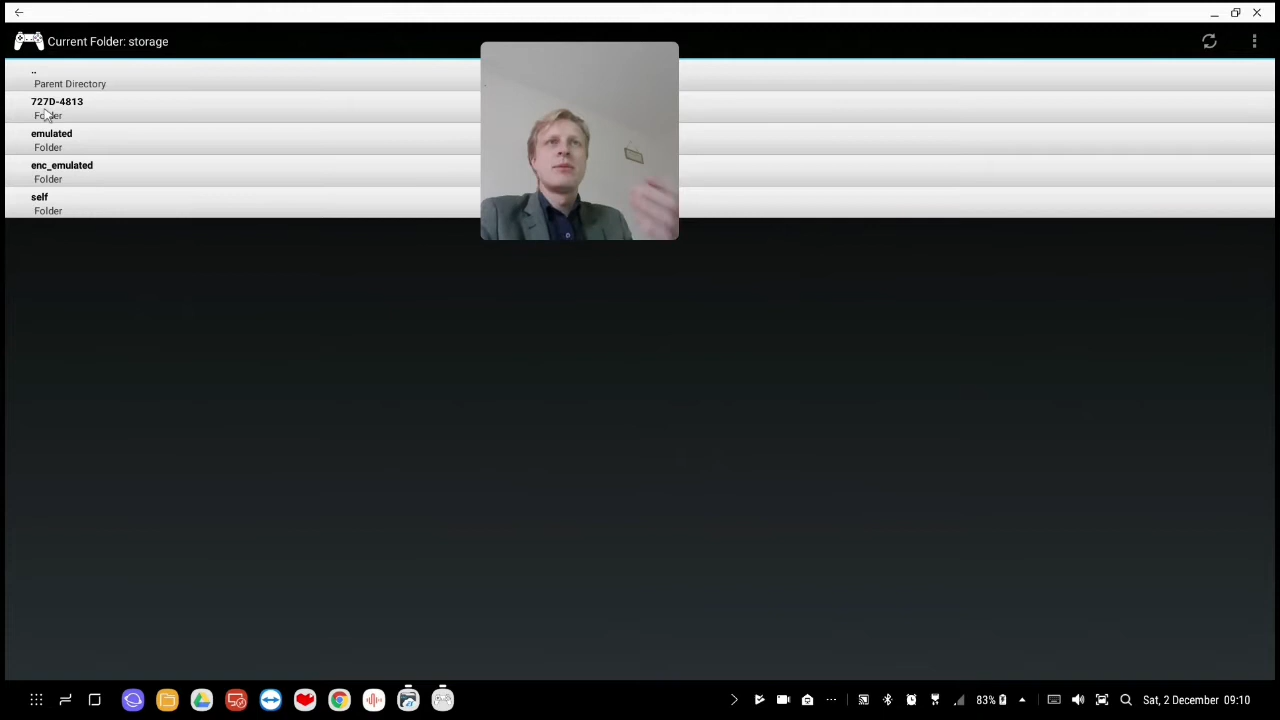 Current Folder: storage
..
Parent Directory
727D-4813
Folder
emulated
Folder
enc_emulated
Folder
self
Folder
83%
Sat, 2 December 09:10